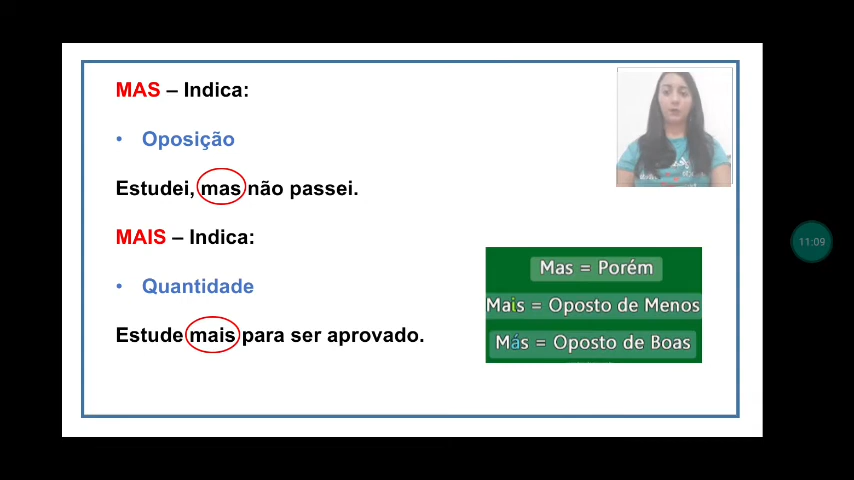 MAS – Indica:
• Oposição
Estudei, mas não passei.
MAIS – Indica:
• Quantidade
Estude mais para ser aprovado.
Mas = Porém
Mais = Oposto de Menos
Más = Oposto de Boas
11:09